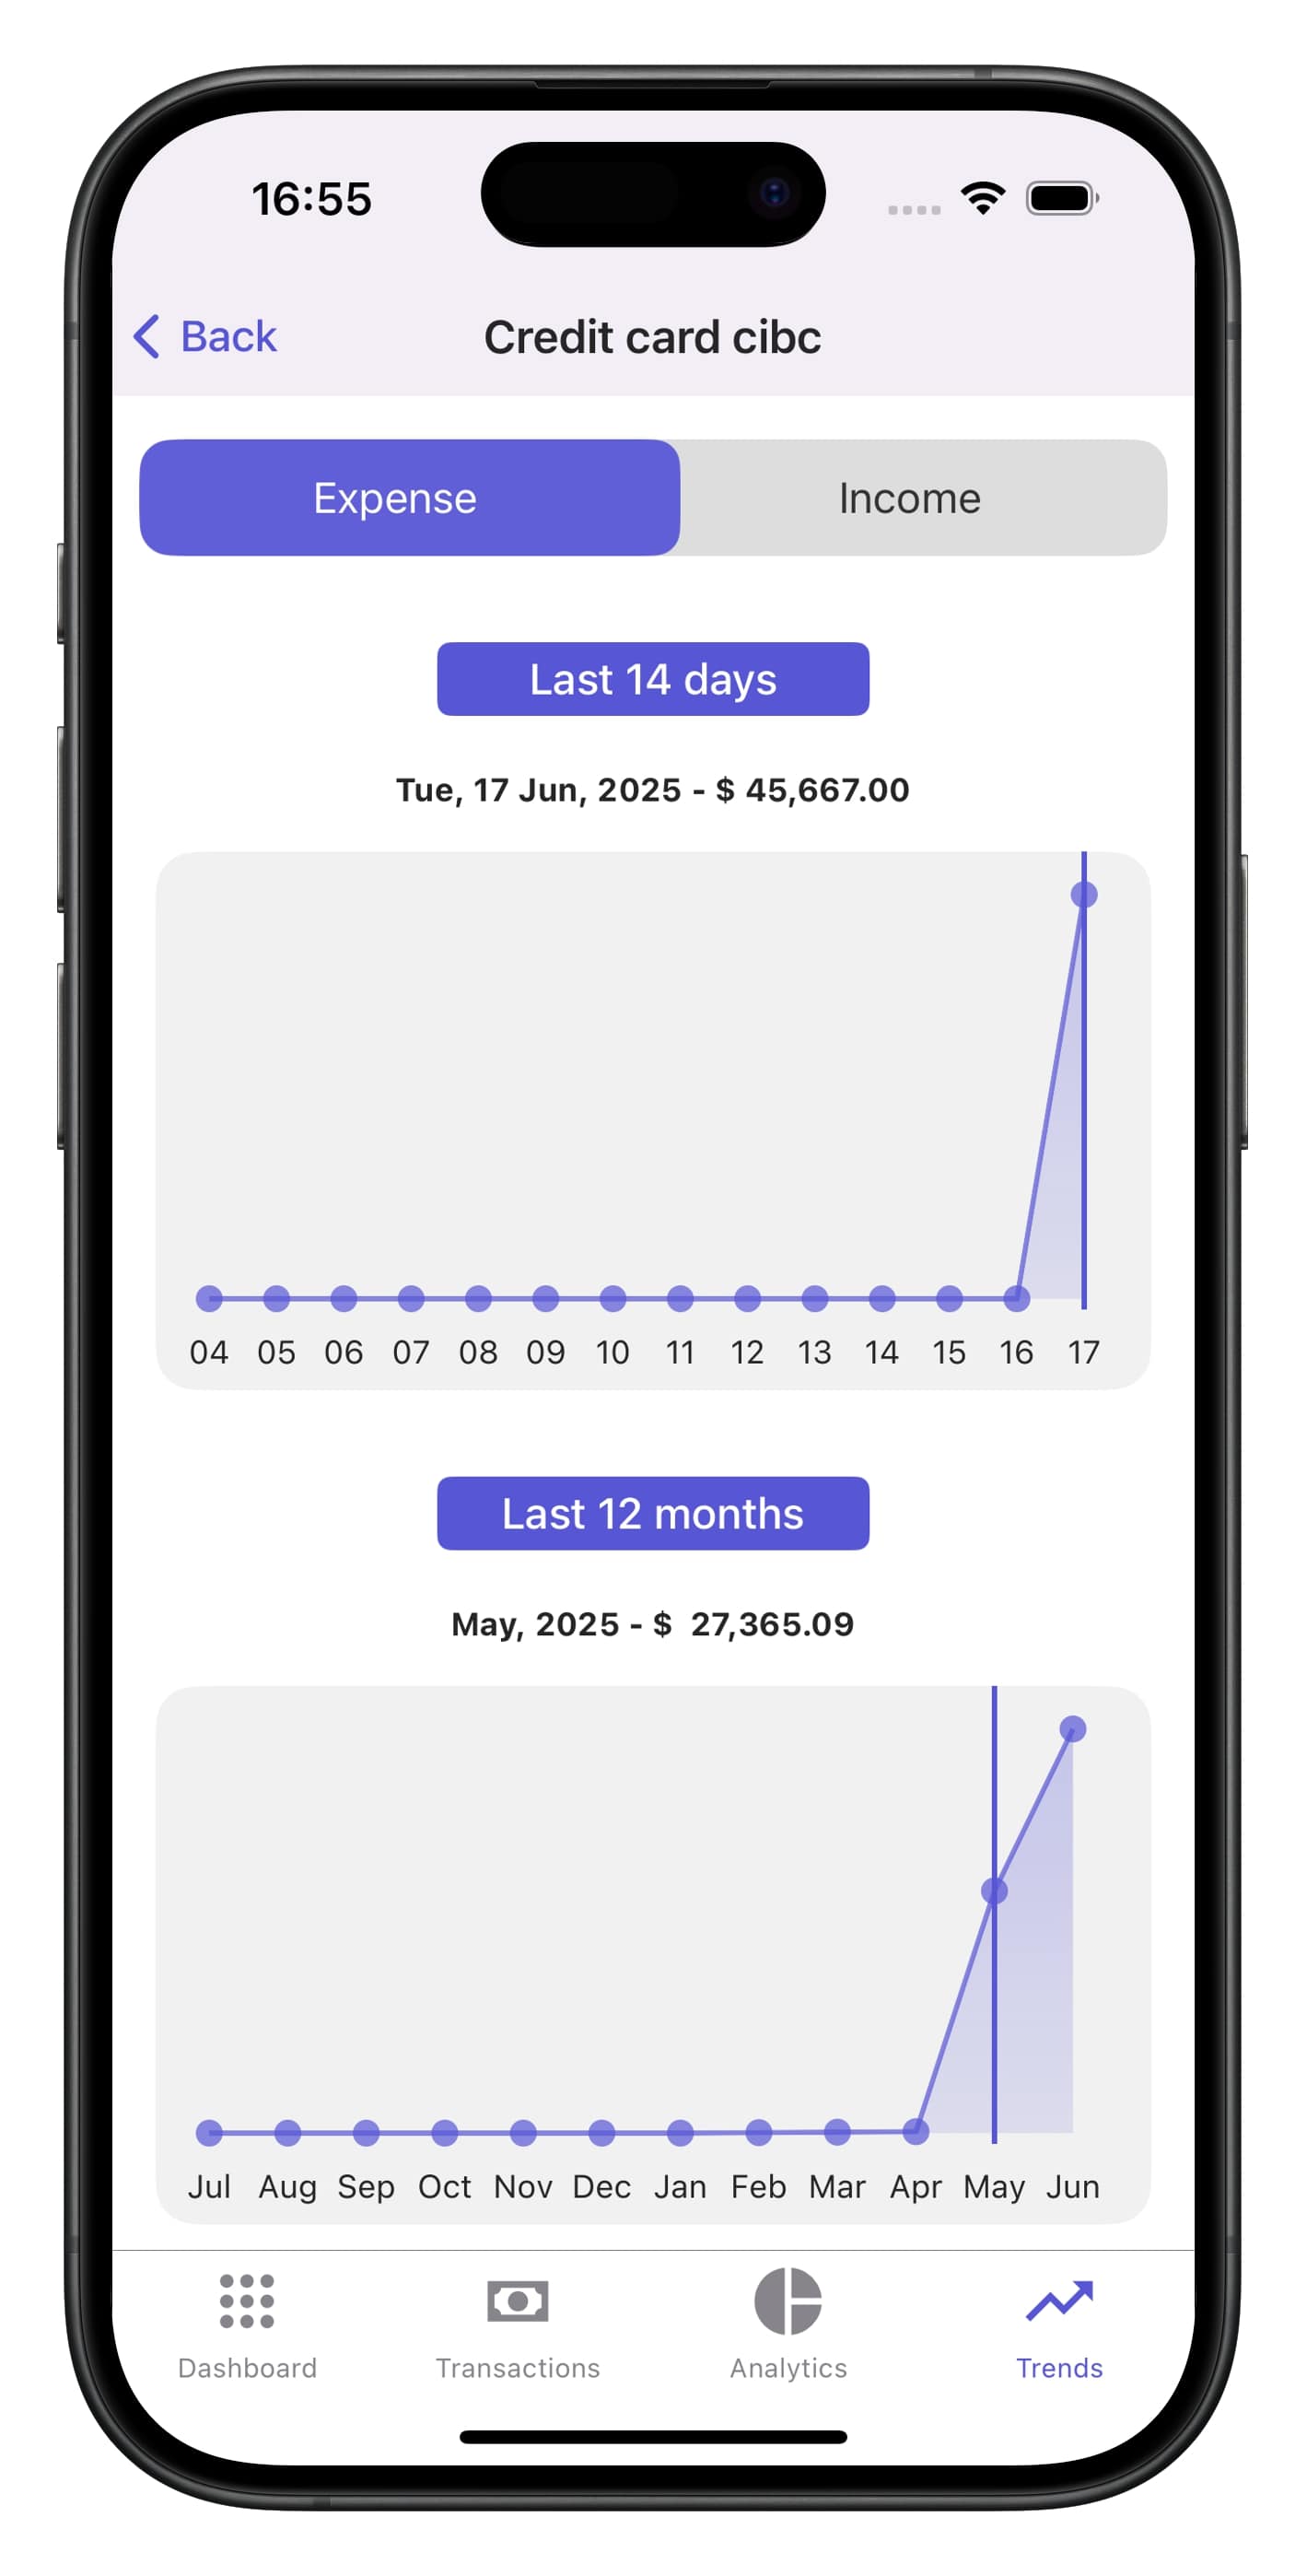 16:55
Back
Credit card cibc
Expense Income
Last 14 days
Tue, 17 Jun, 2025 - $ 45,667.00
04 05 06 07 08 09 10 11 12 13 14 15 16 17
Last 12 months
May, 2025 - $ 27,365.09
Jul Aug Sep Oct Nov Dec Jan Feb Mar Apr May Jun
Dashboard Transactions Analytics Trends